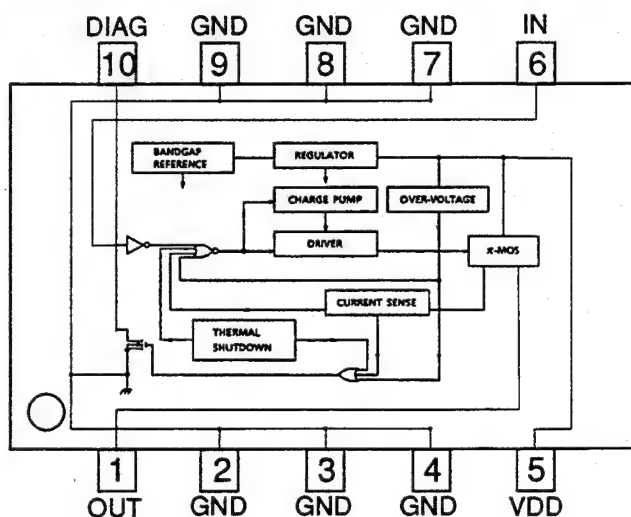 DIAG GND GND GND IN
10 9 8 7 6
BANDGAP
REFERENCE
REGULATOR
CHARGE PUMP
OVER-VOLTAGE
DRIVER
π-MOS
CURRENT SENSE
THERMAL
SHUTDOWN
1 2 3 4 5
OUT GND GND GND VDD